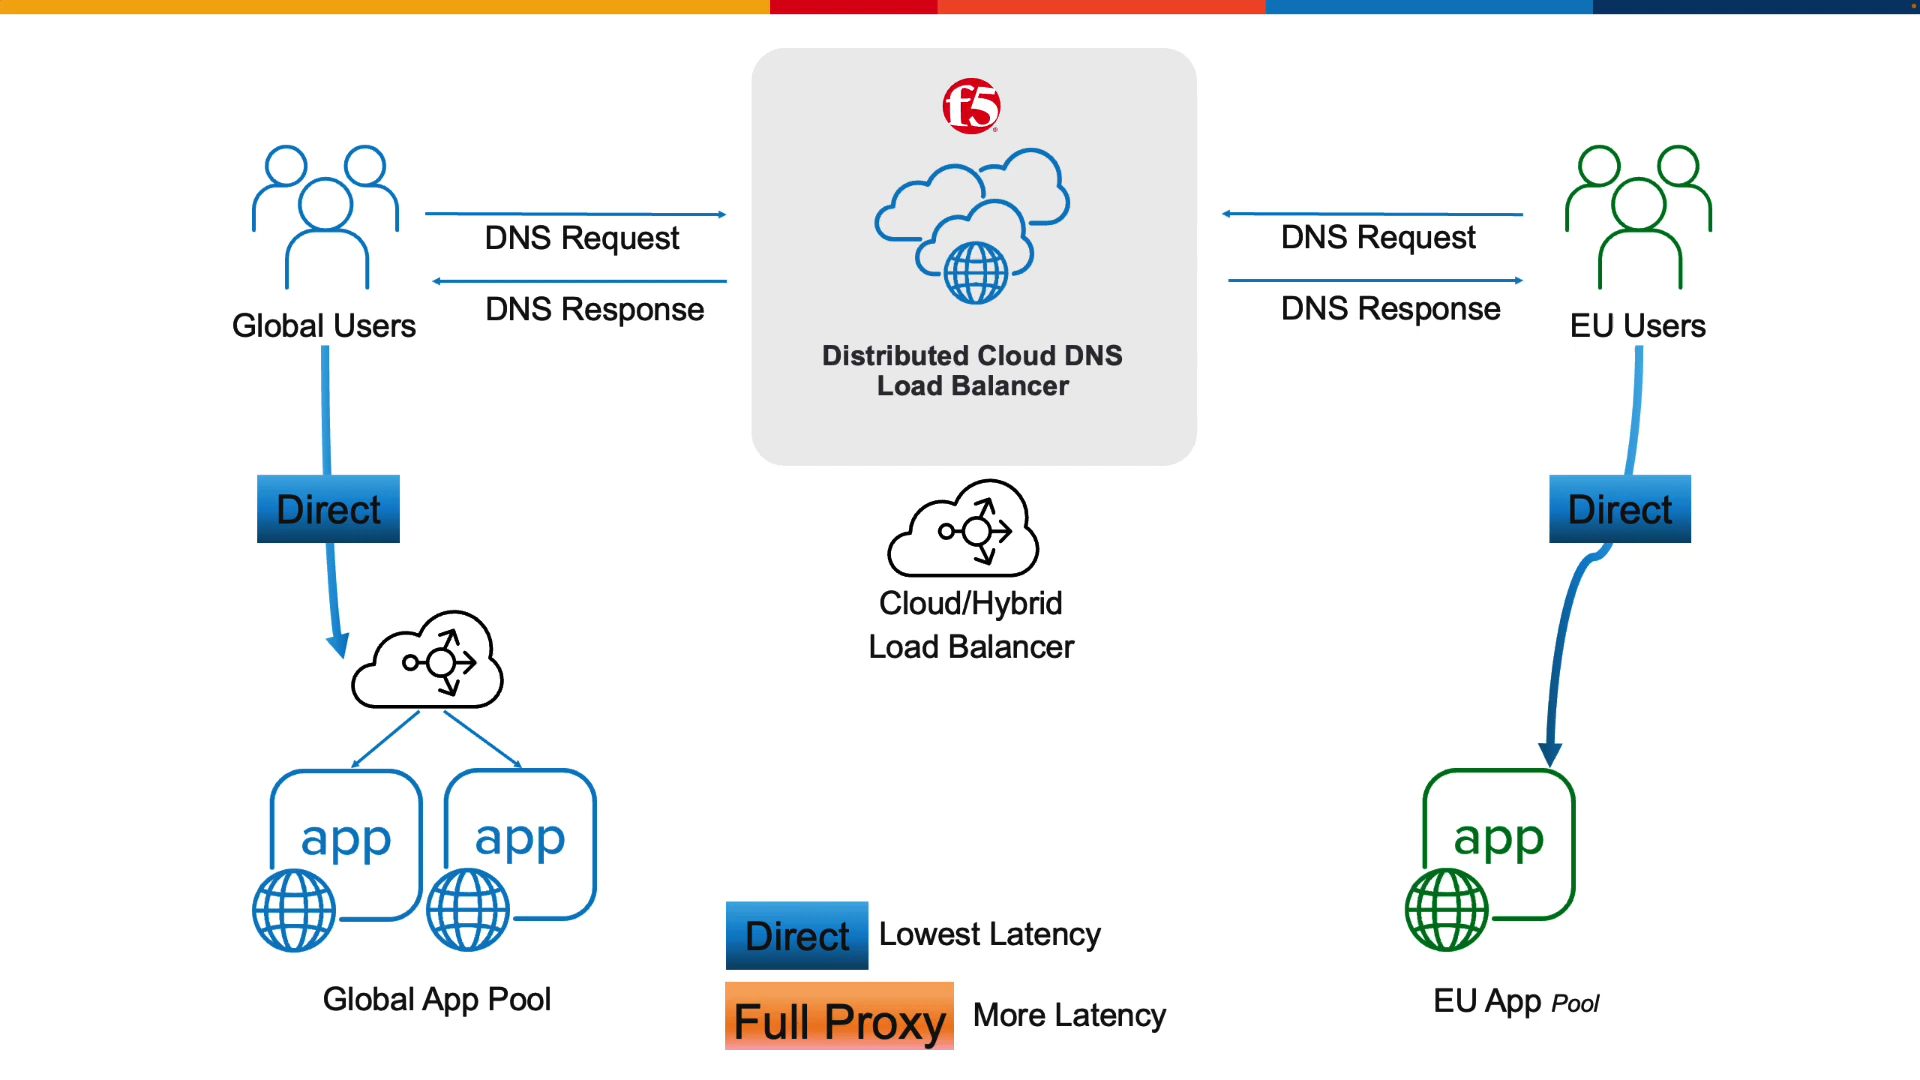 f5
DNS Request
DNS Response
Global Users
Distributed Cloud DNS
Load Balancer
DNS Request
DNS Response
EU Users
Direct
Direct
Cloud/Hybrid
Load Balancer
app
app
app
Global App Pool
Direct
Lowest Latency
Full Proxy
More Latency
EU App Pool